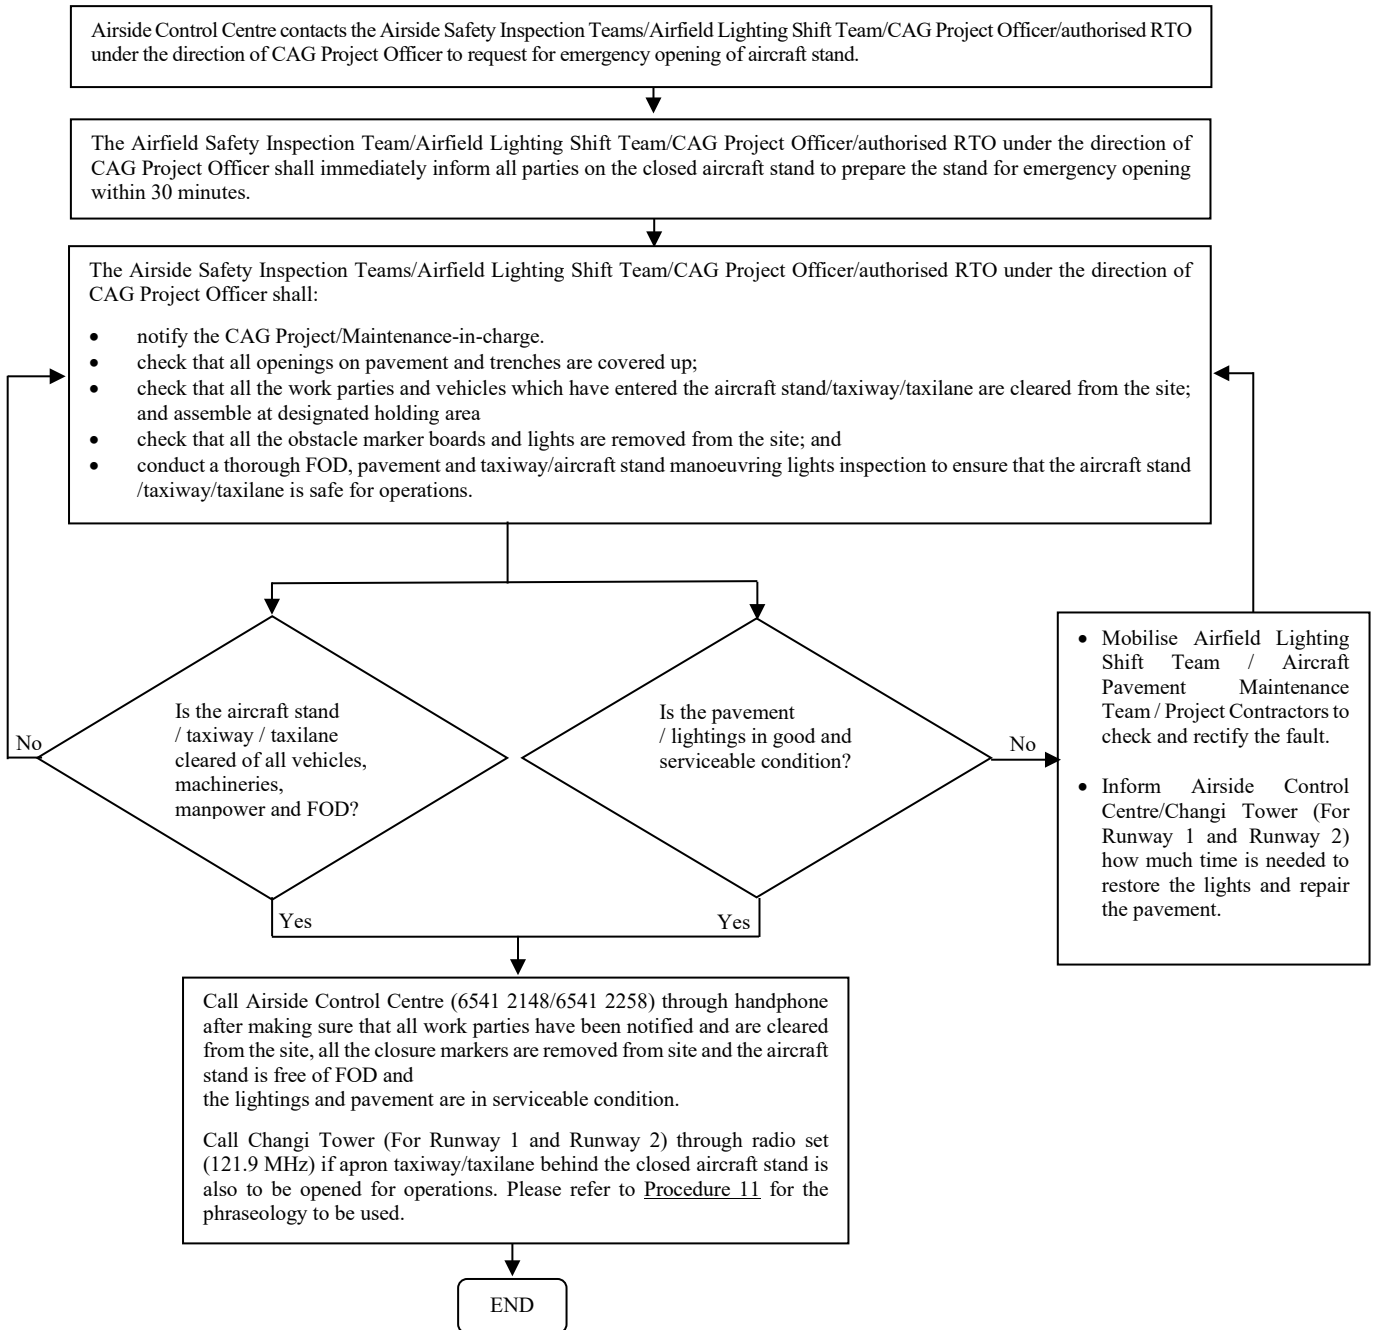 Airside Control Centre contacts the Airside Safety Inspection Teams/Airfield Lighting Shift Team/CAG Project Officer/authorised RTO
under the direction of CAG Project Officer to request for emergency opening of aircraft stand.
The Airfield Safety Inspection Team/Airfield Lighting Shift Team/CAG Project Officer/authorised RTO under the direction of
CAG Project Officer shall immediately inform all parties on the closed aircraft stand to prepare the stand for emergency opening
within 30 minutes.
The Airside Safety Inspection Teams/Airfield Lighting Shift Team/CAG Project Officer/authorised RTO under the direction of
CAG Project Officer shall:
• notify the CAG Project/Maintenance-in-charge.
• check that all openings on pavement and trenches are covered up;
• check that all the work parties and vehicles which have entered the aircraft stand/taxiway/taxilane are cleared from the site;
and assemble at designated holding area
• check that all the obstacle marker boards and lights are removed from the site; and
• conduct a thorough FOD, pavement and taxiway/aircraft stand manoeuvring lights inspection to ensure that the aircraft stand
/taxiway/taxilane is safe for operations.
Is the aircraft stand
/ taxiway / taxilane
cleared of all vehicles,
machineries,
manpower and FOD?
No
Yes
Is the pavement
/ lightings in good and
serviceable condition?
No
Yes
• Mobilise Airfield Lighting
Shift Team / Aircraft
Pavement Maintenance
Team / Project Contractors to
check and rectify the fault.
• Inform Airside Control
Centre/Changi Tower (For
Runway 1 and Runway 2)
how much time is needed to
restore the lights and repair
the pavement.
Call Airside Control Centre (6541 2148/6541 2258) through handphone
after making sure that all work parties have been notified and are cleared
from the site, all the closure markers are removed from site and the aircraft
stand is free of FOD and
the lightings and pavement are in serviceable condition.
Call Changi Tower (For Runway 1 and Runway 2) through radio set
(121.9 MHz) if apron taxiway/taxilane behind the closed aircraft stand is
also to be opened for operations. Please refer to Procedure 11 for the
phraseology to be used.
END